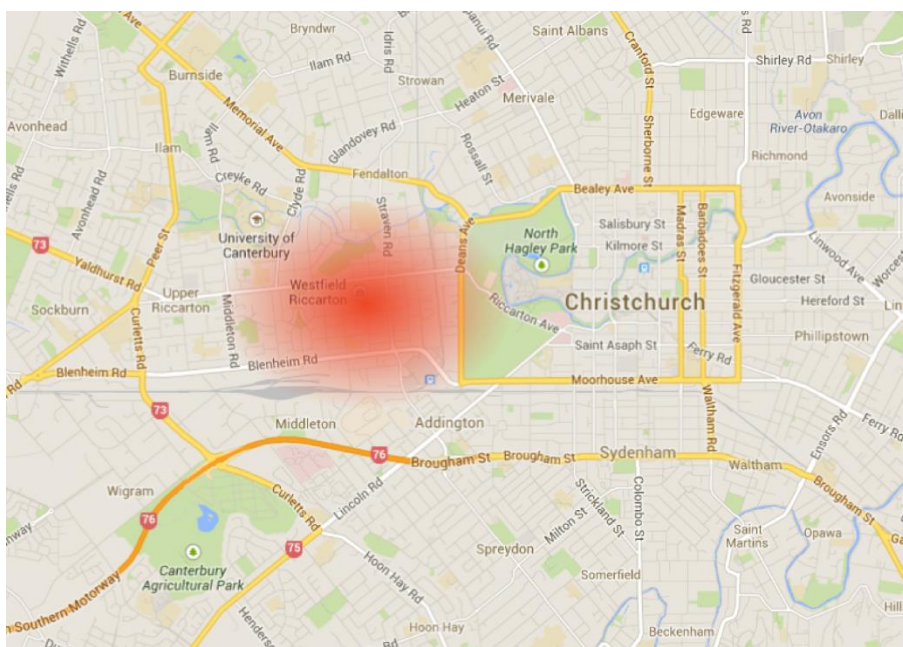 Bryndwr
Idris Rd
Papanui Rd
Saint Albans
Cranford St
Withells Rd
Ave
Ilam Rd
Shirley Rd
Shirley
Burnside
Strowan
Heaton St
Merivale
Edgeware
Avonhead
Memorial Ave
Glandovey Rd
Rossall St
Sherborne St
Avon
River-Otakaro
Ilam
Ilam Rd
Creyke Rd
Clyde Rd
Fendalton
Richmond
Avonhead Rd
Bealey Ave
Avonside
Straven Rd
Deans Ave
Salisbury St
Kilmore St
Madras St
Barbadoes St
Fitzgerald Ave
73
Peer St
University of
Canterbury
North
Hagley Park
Linwood Ave
Yaldhurst Rd
Gloucester St
Upper
Riccarton
Westfield
Riccarton
Christchurch
Hereford St
Sockburn
Curletts Rd
Middleton Rd
Riccarton Ave
Phillipstown
Saint Asaph St
Ferry Rd
Blenheim Rd
Blenheim Rd
Moorhouse Ave
73
Middleton
Addington
Waltham Rd
Ensors Rd
Ferry Rd
76
Brougham St
Brougham St
Sydenham
Waltham
Wigram
Curletts Rd
Lincoln Rd
Strickland St
Colombo St
Brougham St
76
Milton St
Saint
Martins
Opawa
75
Canterbury
Agricultural Park
Spreydon
Hoon Hay Rd
Somerfield
Southern Motorway
Hoon Hay
Beckenham